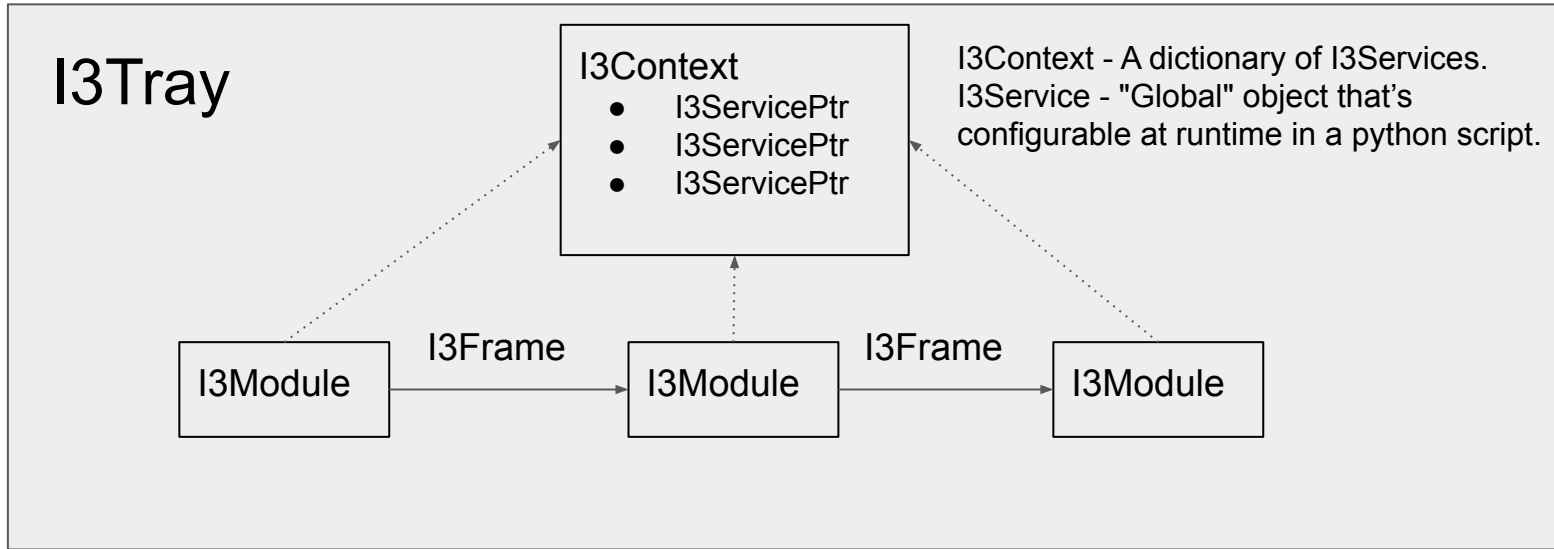 I3Tray
I3Context
● I3ServicePtr
● I3ServicePtr
● I3ServicePtr
I3Context - A dictionary of I3Services.
I3Service - "Global" object that’s
configurable at runtime in a python script.
I3Module
I3Frame
I3Module
I3Frame
I3Module